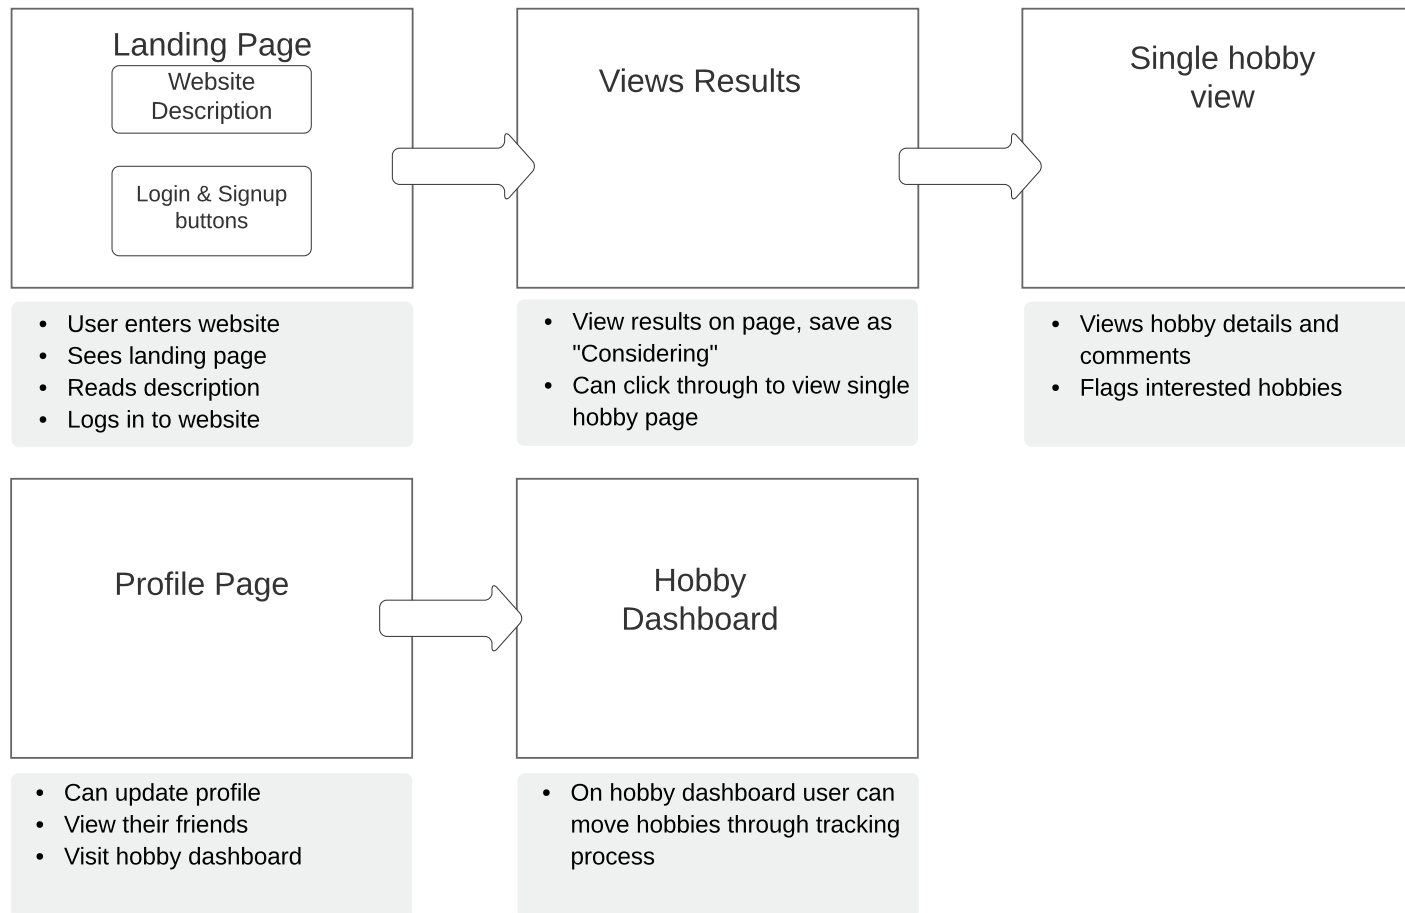 Landing Page
Website
Description
Login & Signup
buttons
Views Results
Single hobby
view
• User enters website
• Sees landing page
• Reads description
• Logs in to website
• View results on page, save as
"Considering"
• Can click through to view single
hobby page
• Views hobby details and
comments
• Flags interested hobbies
Profile Page
Hobby
Dashboard
• Can update profile
• View their friends
• Visit hobby dashboard
• On hobby dashboard user can
move hobbies through tracking
process